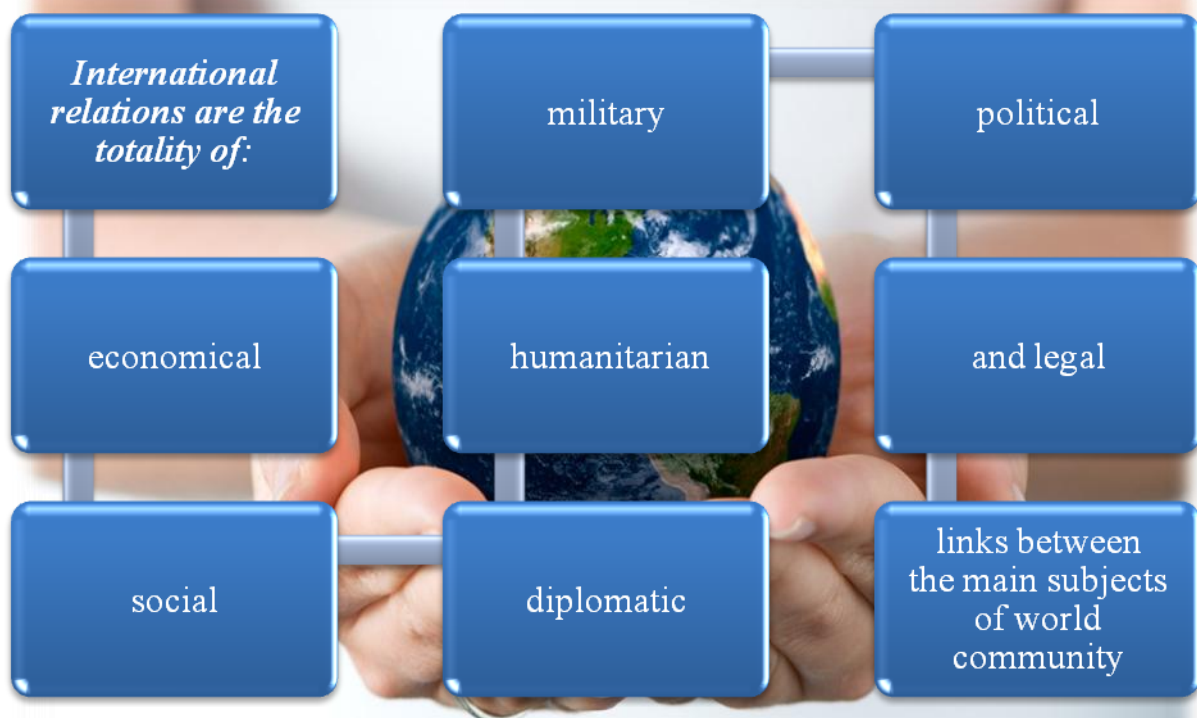 International
relations are the
totality of:
economical
social
diplomatic
humanitarian
military
political
and legal
links between
the main subjects
of world
community